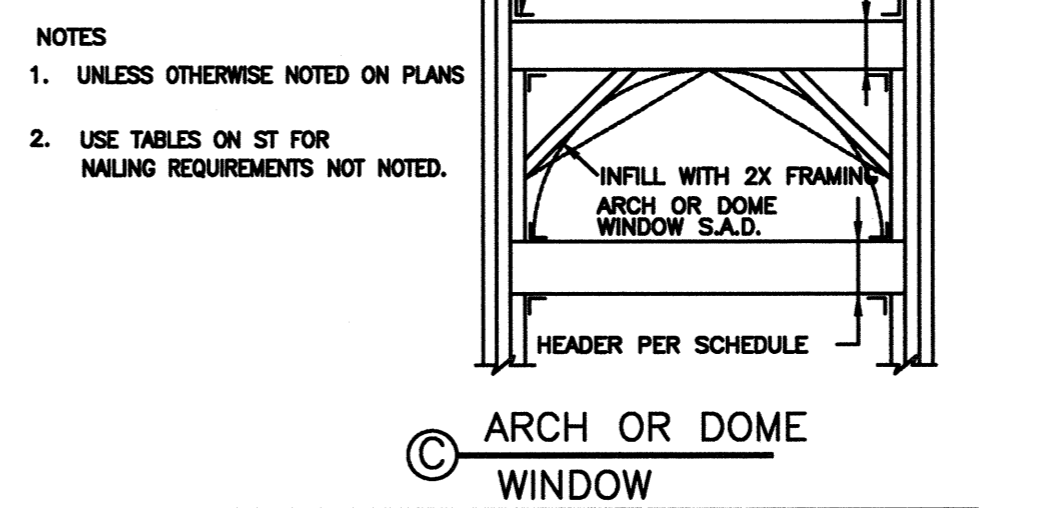 NOTES
1. UNLESS OTHERWISE NOTED ON PLANS
2. USE TABLES ON ST FOR
NAILING REQUIREMENTS NOT NOTED.
INFILL WITH 2X FRAMING
ARCH OR DOME
WINDOW S.A.D.
HEADER PER SCHEDULE
C
ARCH OR DOME
WINDOW